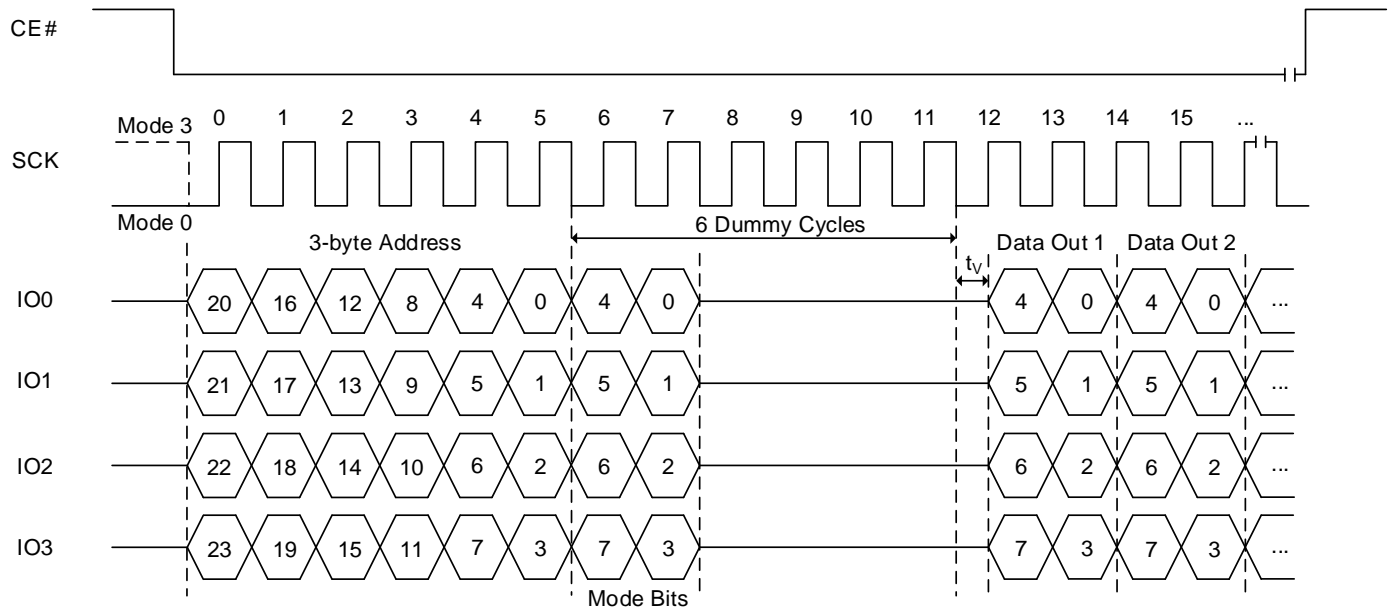 CE#
Mode 3 0 1 2 3 4 5 6 7 8 9 10 11 12 13 14 15 ...
SCK
Mode 0
3-byte Address 6 Dummy Cycles Data Out 1 Data Out 2
tV
IO0 20 16 12 8 4 0 4 0 4 0 4 0 ...
IO1 21 17 13 9 5 1 5 1 5 1 5 1 ...
IO2 22 18 14 10 6 2 6 2 6 2 6 2 ...
IO3 23 19 15 11 7 3 7 3 7 3 7 3 ...
Mode Bits